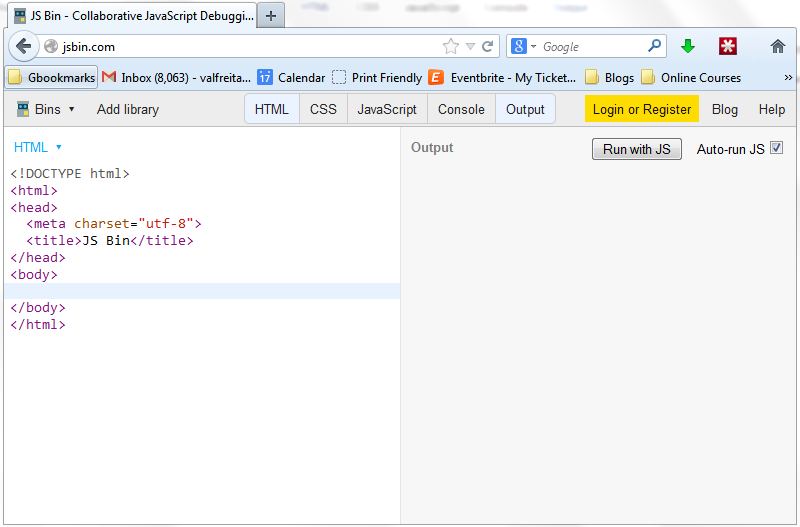 JS Bin - Collaborative JavaScript Debuggi...
jsbin.com
Google
Gbookmarks Inbox (8,063) - valfreita... Calendar Print Friendly Eventbrite - My Ticket... Blogs Online Courses »
Bins Add library HTML CSS JavaScript Console Output Login or Register Blog Help
HTML
Output Run with JS Auto-run JS
<!DOCTYPE html>
<html>
<head>
<meta charset="utf-8">
<title>JS Bin</title>
</head>
<body>
</body>
</html>